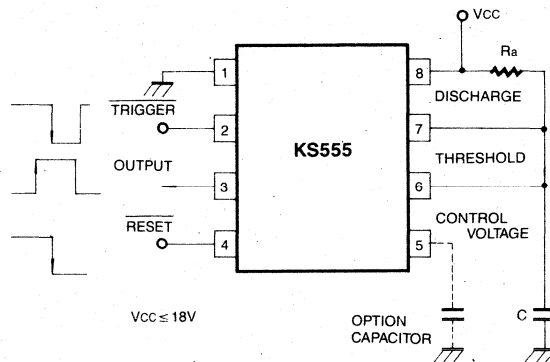 VCC
Ra
1
8
DISCHARGE
TRIGGER
2
7
KS555
OUTPUT
THRESHOLD
3
6
RESET
CONTROL
VOLTAGE
4
5
VCC ≤ 18V
OPTION
CAPACITOR
C